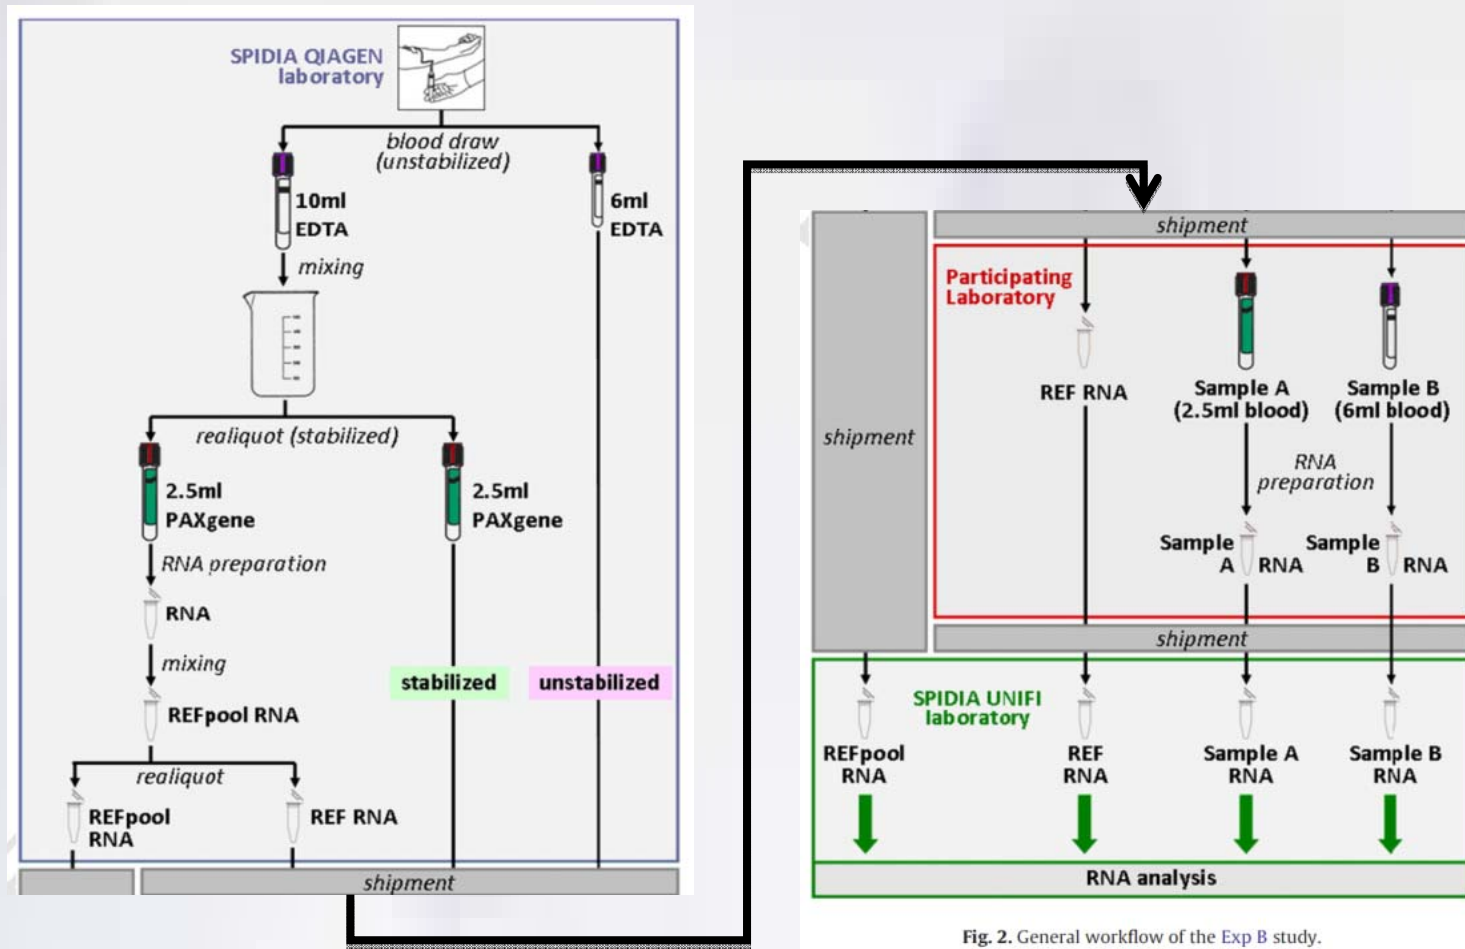 SPIDIA QIAGEN
laboratory
blood draw
(unstabilized)
10ml
EDTA
6ml
EDTA
mixing
realiquot (stabilized)
2.5ml
PAXgene
2.5ml
PAXgene
RNA preparation
RNA
mixing
stabilized
unstabilized
REFpool RNA
realiquot
REFpool
RNA
REF RNA
shipment
shipment
shipment
Participating
Laboratory
REF RNA
Sample A
(2.5ml blood)
Sample B
(6ml blood)
RNA
preparation
Sample
A RNA
Sample
B RNA
shipment
SPIDIA UNIFI
laboratory
REFpool
RNA
REF
RNA
Sample A
RNA
Sample B
RNA
RNA analysis
Fig. 2. General workflow of the Exp B study.